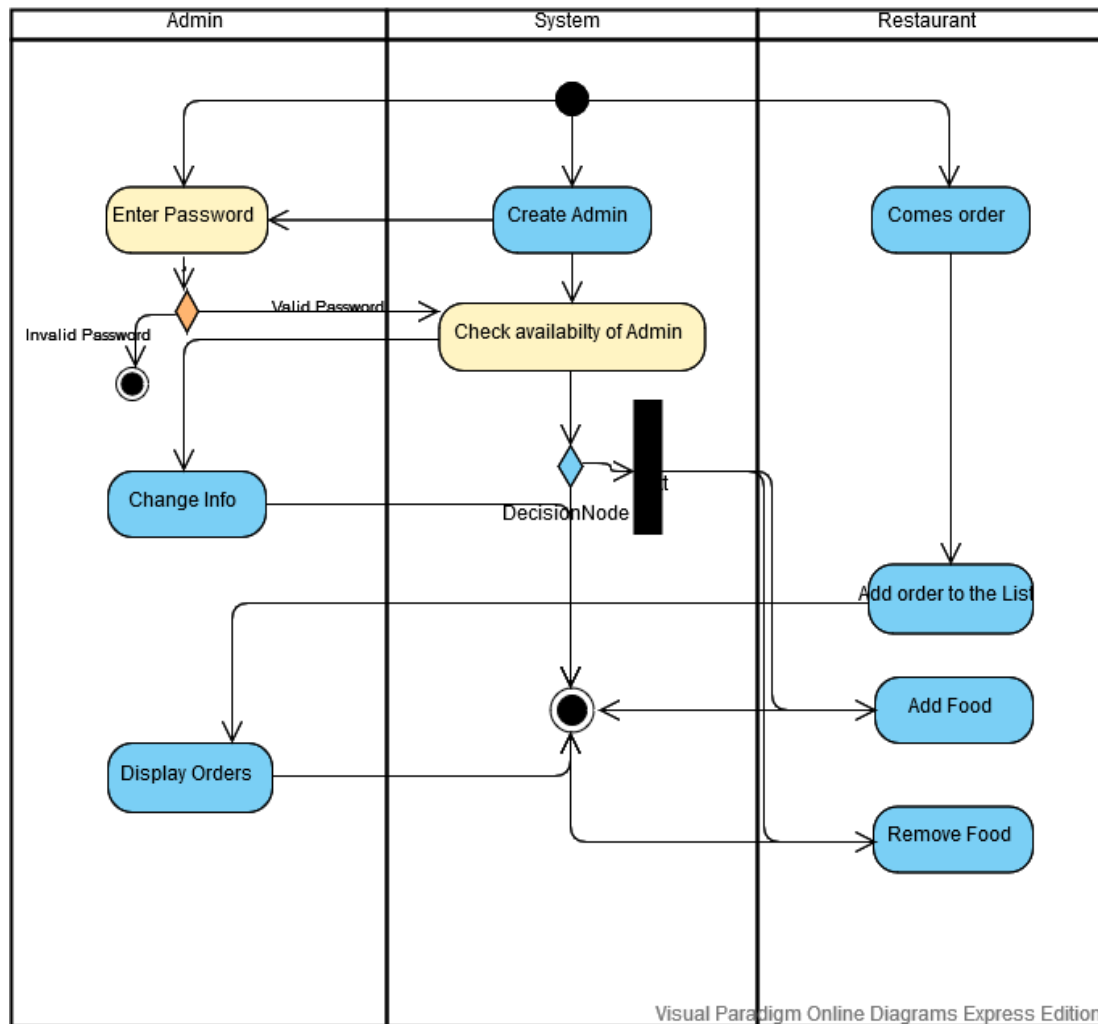 Admin
System
Restaurant
Enter Password
Create Admin
Comes order
Valid Password
Invalid Password
Check availabilty of Admin
Change Info
DecisionNode
Add order to the List
Add Food
Display Orders
Remove Food
Visual Paradigm Online Diagrams Express Edition